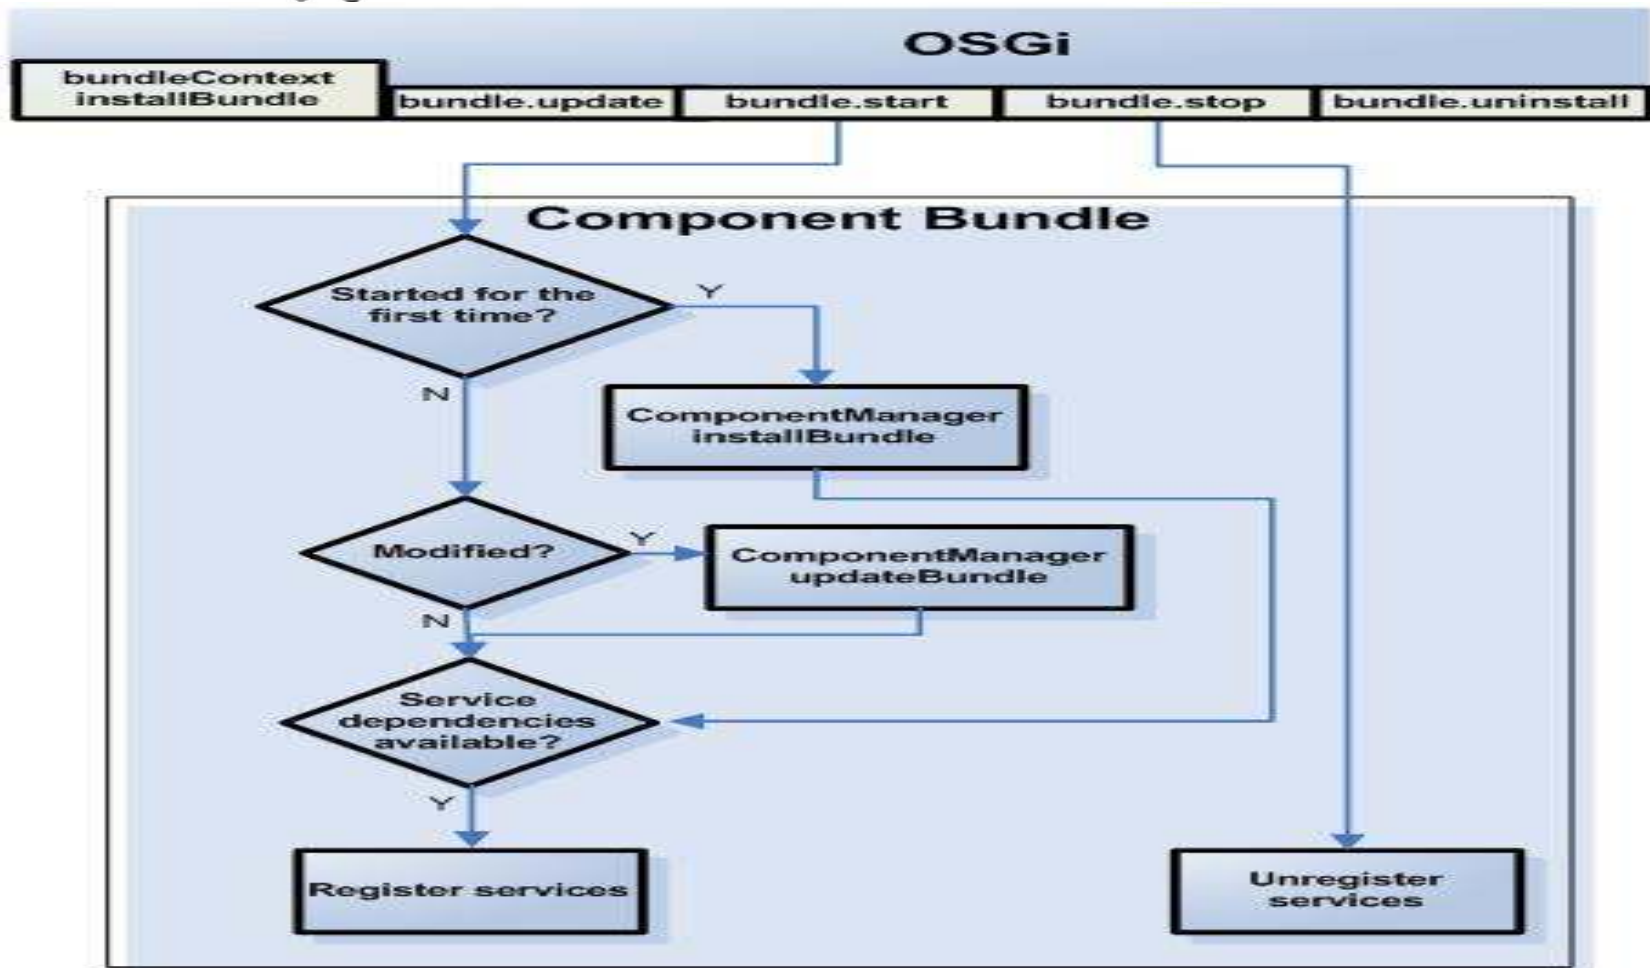 OSGi
bundleContext
installBundle
bundle.update
bundle.start
bundle.stop
bundle.uninstall
Component Bundle
Started for the
first time?
Y
N
ComponentManager
installBundle
Modified?
Y
ComponentManager
updateBundle
N
Service
dependencies
available?
Y
Register services
Unregister
services